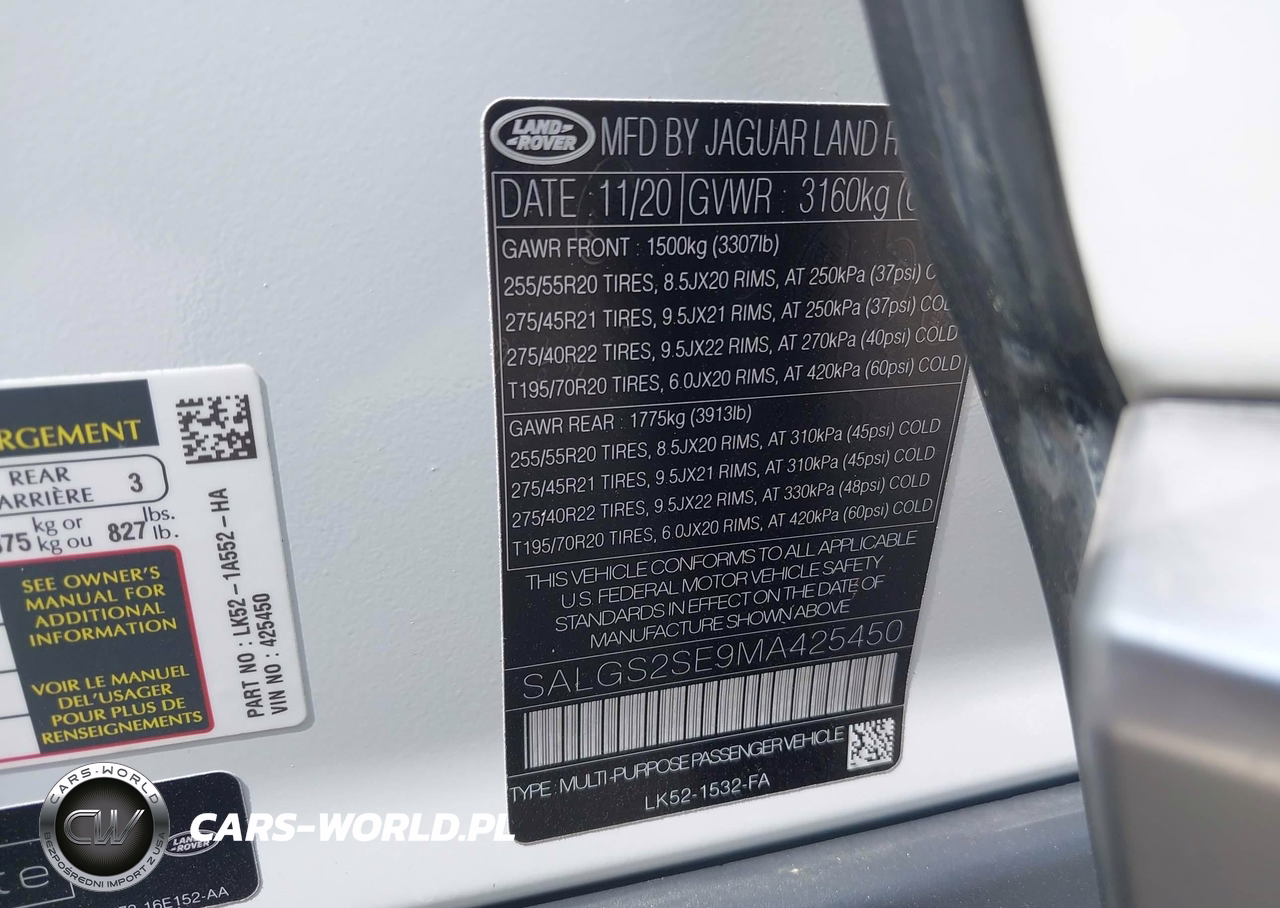 LAND ROVER
MFD BY JAGUAR LAND
DATE : 11/20 GVWR : 3160kg
GAWR FRONT : 1500kg (3307lb)
255/55R20 TIRES, 8.5JX20 RIMS, AT 250kPa (37psi)
275/45R21 TIRES, 9.5JX21 RIMS, AT 250kPa (37psi) COL
275/40R22 TIRES, 9.5JX22 RIMS, AT 270kPa (40psi) COLD
T195/70R20 TIRES, 6.0JX20 RIMS, AT 420kPa (60psi) COLD
GAWR REAR : 1775kg (3913lb)
255/55R20 TIRES, 8.5JX20 RIMS, AT 310kPa (45psi) COLD
275/45R21 TIRES, 9.5JX21 RIMS, AT 310kPa (45psi) COLD
275/40R22 TIRES, 9.5JX22 RIMS, AT 330kPa (48psi) COLD
T195/70R20 TIRES, 6.0JX20 RIMS, AT 420kPa (60psi) COLD
THIS VEHICLE CONFORMS TO ALL APPLICABLE
U.S. FEDERAL MOTOR VEHICLE SAFETY
STANDARDS IN EFFECT ON THE DATE OF
MANUFACTURE SHOWN ABOVE
SALGS2SE9MA425450
TYPE : MULTI-PURPOSE PASSENGER VEHICLE
LK52-1532-FA
RGEMENT
REAR
ARRIÈRE 3
75 kg or 827 lbs.
kg ou lb.
SEE OWNER'S
MANUAL FOR
ADDITIONAL
INFORMATION
VOIR LE MANUEL
DEL'USAGER
POUR PLUS DE
RENSEIGNEMENTS
PART NO : LK52-1A552-HA
VIN NO : 425450
CARS-WORLD
CW
BEZPOŚREDNI IMPORT Z USA
CARS-WORLD.PL
LAND ROVER
te
16E152-AA